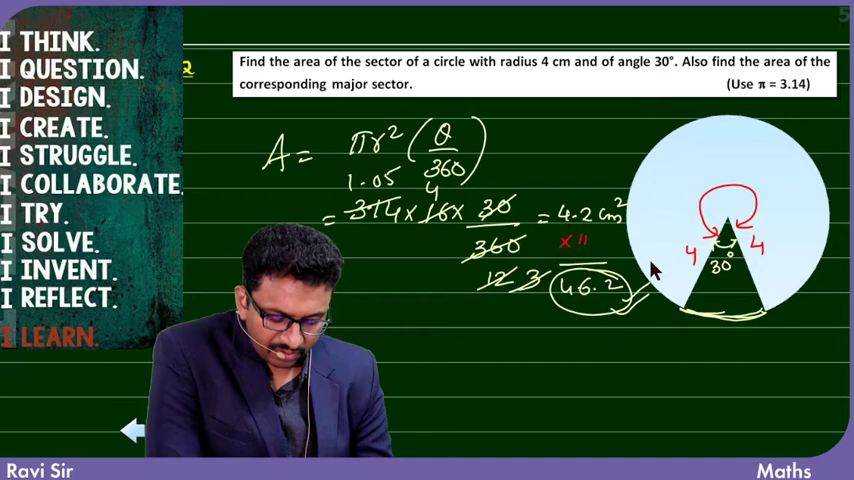 5
I THINK.
I QUESTION.
I DESIGN.
I CREATE.
I STRUGGLE.
I COLLABORATE.
I TRY.
I SOLVE.
I INVENT.
I REFLECT.
I LEARN.
Q
Find the area of the sector of a circle with radius 4 cm and of angle 30°. Also find the area of the
corresponding major sector. (Use π = 3.14)
A = πr² (θ/360)
1.05 4
= 3.14 × 16 × 30/360 = 4.2 cm²
12 3
× 11
46.2
4 4
30°
Ravi Sir
Maths